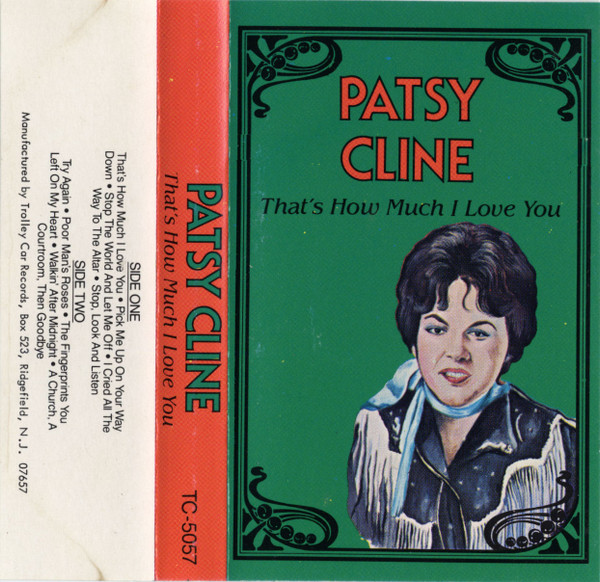 PATSY
CLINE
That's How Much I Love You
PATSY CLINE
That's How Much I Love You
TC-5057
SIDE ONE
That's How Much I Love You • Pick Me Up On Your Way
Down • Stop The World And Let Me Off • I Cried All The
Way To The Altar • Stop, Look And Listen
SIDE TWO
Try Again • Poor Man's Roses • The Fingerprints You
Left On My Heart • Walkin' After Midnight • A Church, A
Courtroom, Then Goodbye
Manufactured by Trolley Car Records, Box 523, Ridgefield, N.J. 07657